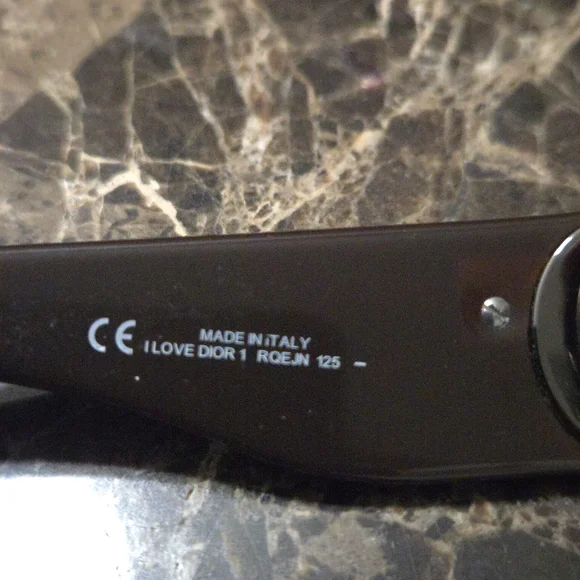 CE
MADE IN iTALY
I LOVE DIOR 1 RQEJN 125 –